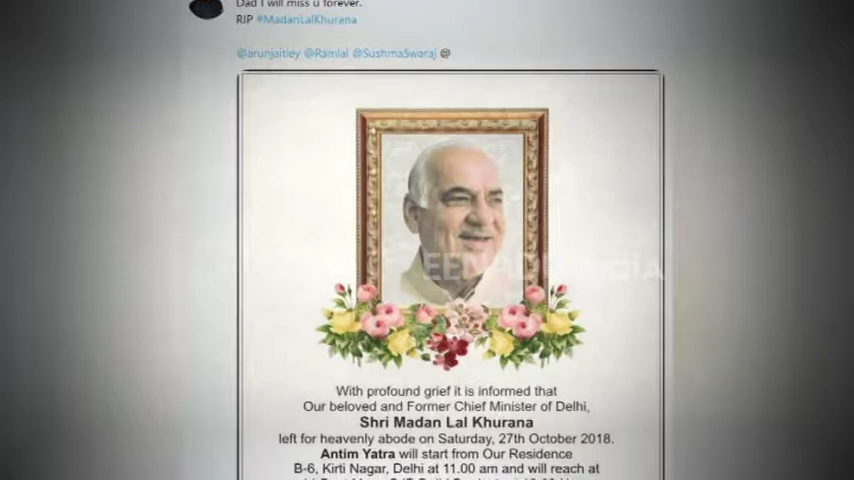 Dad I will miss u forever.
RIP #MadanLalKhurana
@arunjaitley @Ramlal @SushmaSwaraj @
With profound grief it is informed that
Our beloved and Former Chief Minister of Delhi,
Shri Madan Lal Khurana
left for heavenly abode on Saturday, 27th October 2018.
Antim Yatra will start from Our Residence
B-6, Kirti Nagar, Delhi at 11.00 am and will reach at